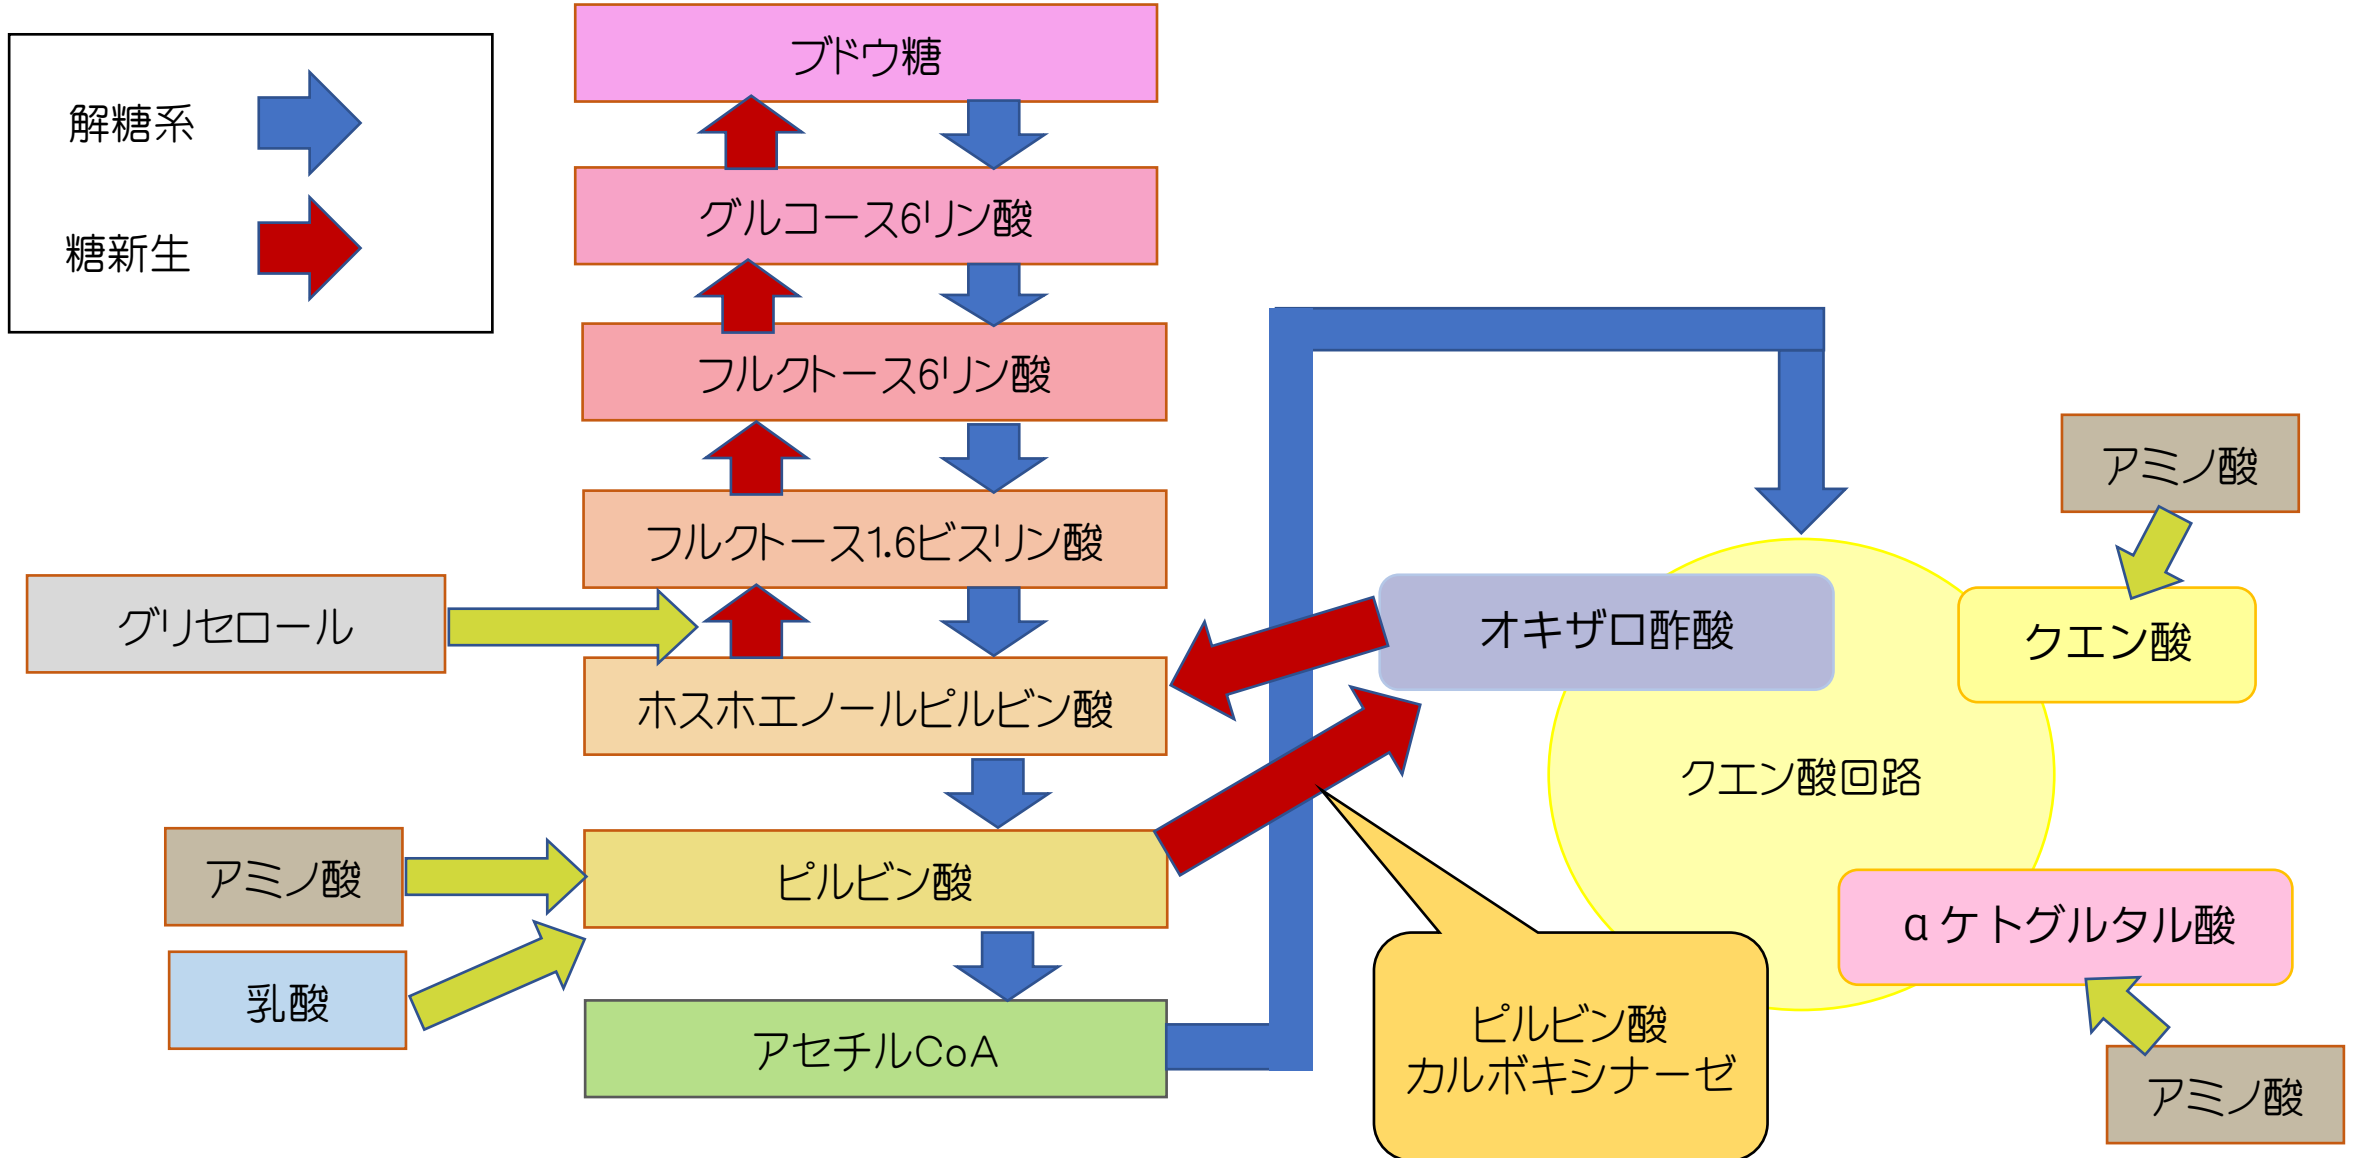 ブドウ糖
解糖系
糖新生
グルコース6リン酸
フルクトース6リン酸
フルクトース1.6ビスリン酸
グリセロール
ホスホエノールピルビン酸
アミノ酸
ピルビン酸
乳酸
アセチルCoA
オキザロ酢酸
アミノ酸
クエン酸
クエン酸回路
αケトグルタル酸
アミノ酸
ピルビン酸
カルボキシナーゼ